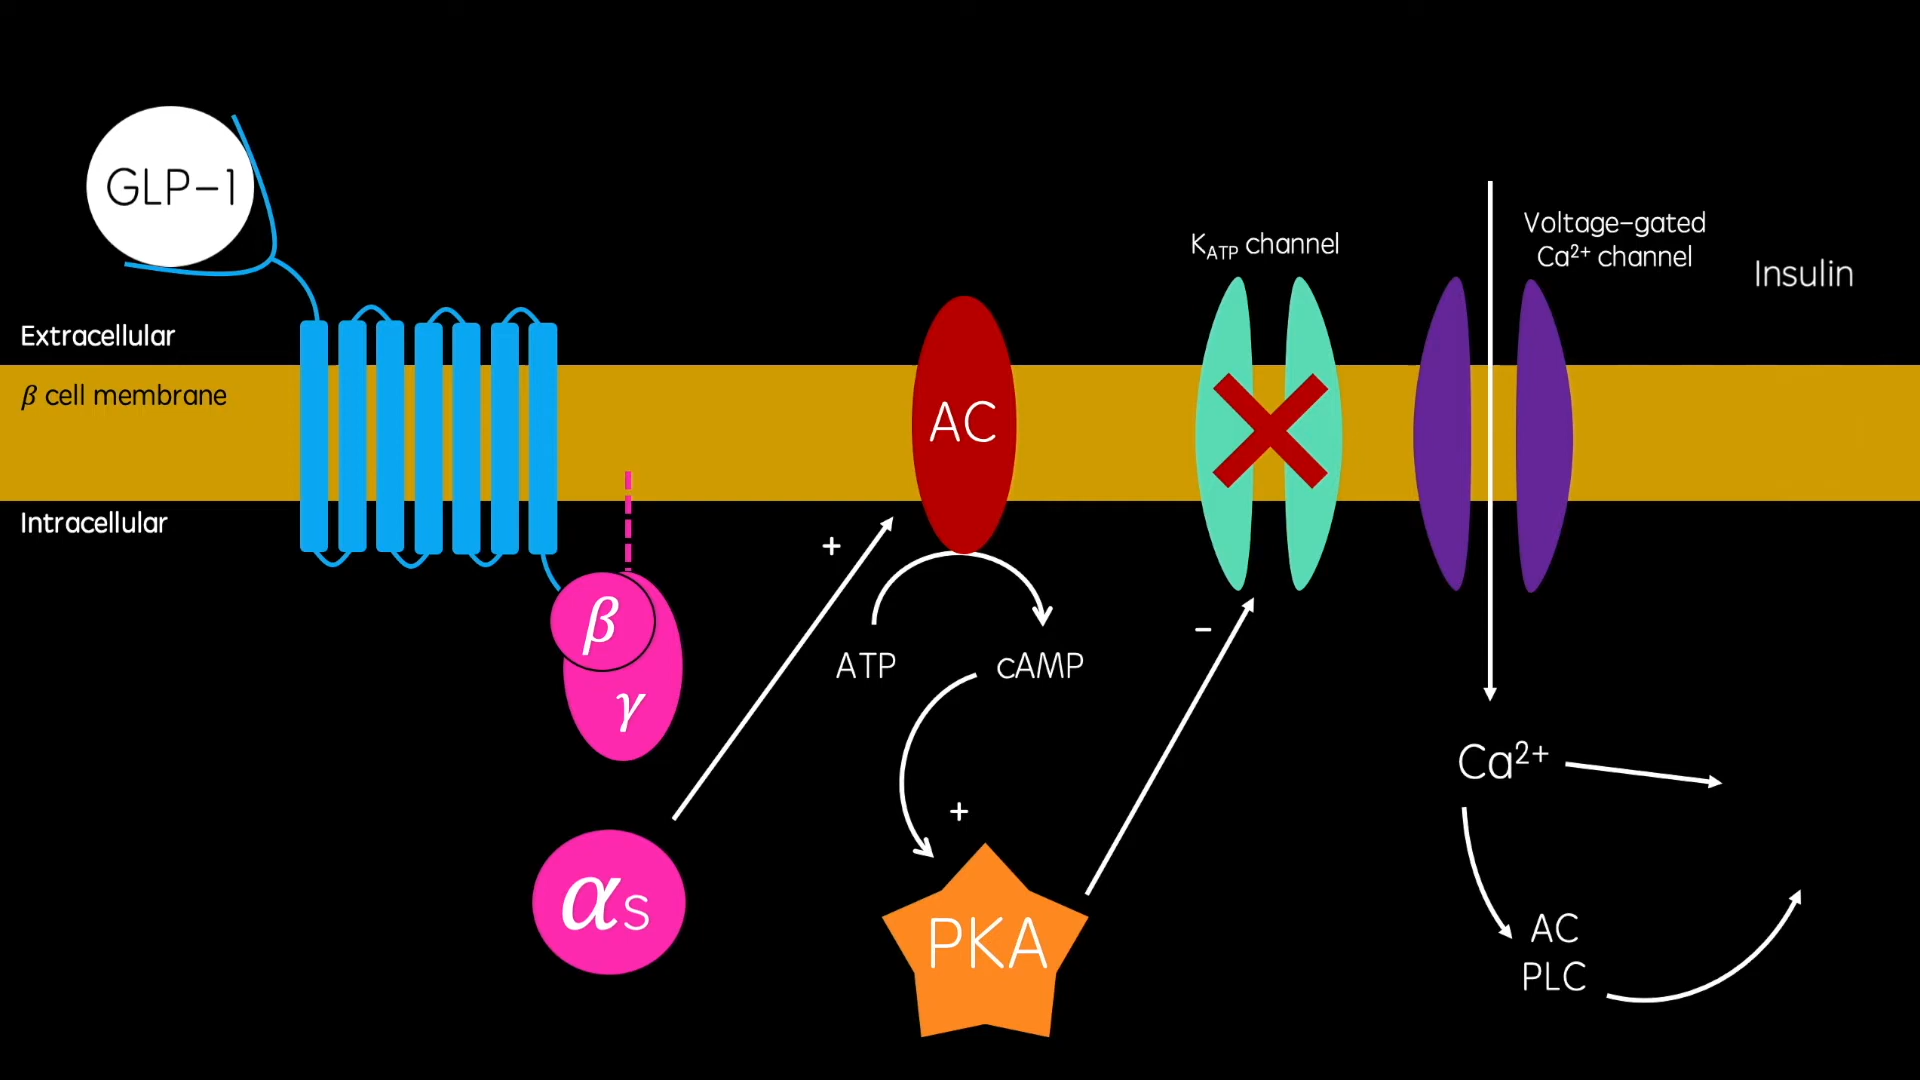 GLP-1
Extracellular
β cell membrane
Intracellular
β
γ
αs
+
AC
ATP
cAMP
+
PKA
K_ATP channel
-
Voltage-gated
Ca²⁺ channel
Insulin
Ca²⁺
AC
PLC